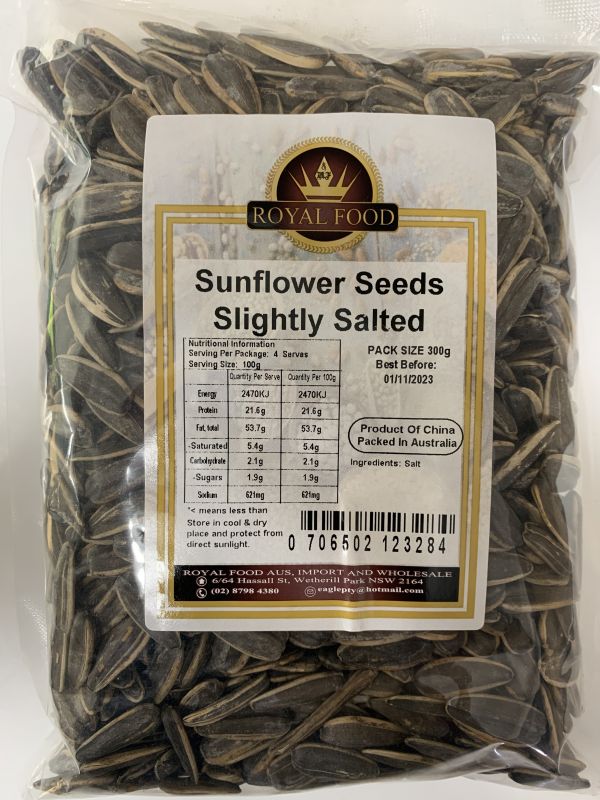 ROYAL FOOD
Sunflower Seeds
Slightly Salted
Nutritional Information
Serving Per Package: 4 Serves
Serving Size: 100g
Quantity Per Serve Quantity Per 100g
Energy 2470KJ 2470KJ
Protein 21.6g 21.6g
Fat, total 53.7g 53.7g
-Saturated 5.4g 5.4g
Carbohydrate 2.1g 2.1g
-Sugars 1.9g 1.9g
Sodium 621mg 621mg
*< means less than
Store in cool & dry
place and protect from
direct sunlight.
PACK SIZE 300g
Best Before:
01/11/2023
Product Of China
Packed In Australia
Ingredients: Salt
0 706502 123284
ROYAL FOOD AUS, IMPORT AND WHOLESALE
6/64 Hassall St, Wetherill Park NSW 2164
(02) 8798 4380 eaglepty@hotmail.com